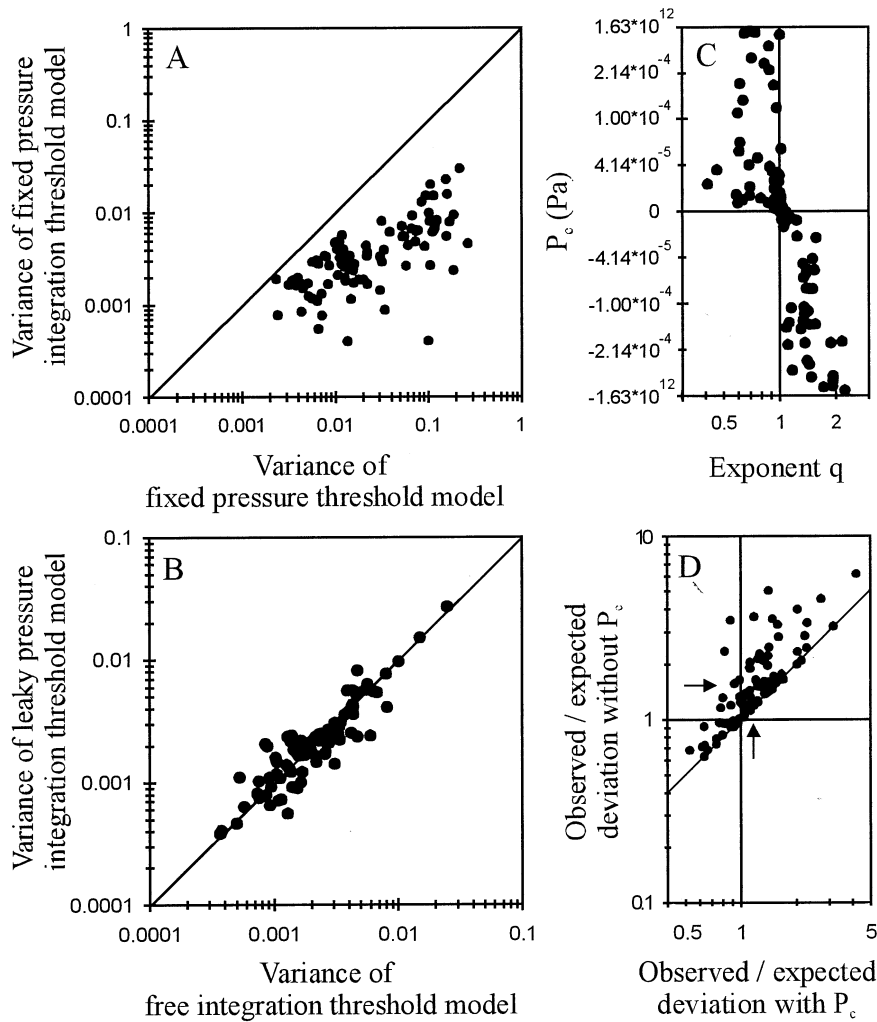 A
1
0.1
0.01
0.001
0.0001
0.0001
0.001
0.01
0.1
1
Variance of fixed pressure
integration threshold model
Variance of
fixed pressure threshold model
C
1.63*10^12
2.14*10^-4
1.00*10^-4
4.14*10^-5
0
-4.14*10^-5
-1.00*10^-4
-2.14*10^-4
-1.63*10^12
P_c (Pa)
0.5
1
2
Exponent q
B
0.1
0.01
0.001
0.0001
0.0001
0.001
0.01
0.1
Variance of leaky pressure
integration threshold model
Variance of
free integration threshold model
D
10
1
0.1
0.5
1
5
Observed / expected
deviation without P_c
Observed / expected
deviation with P_c